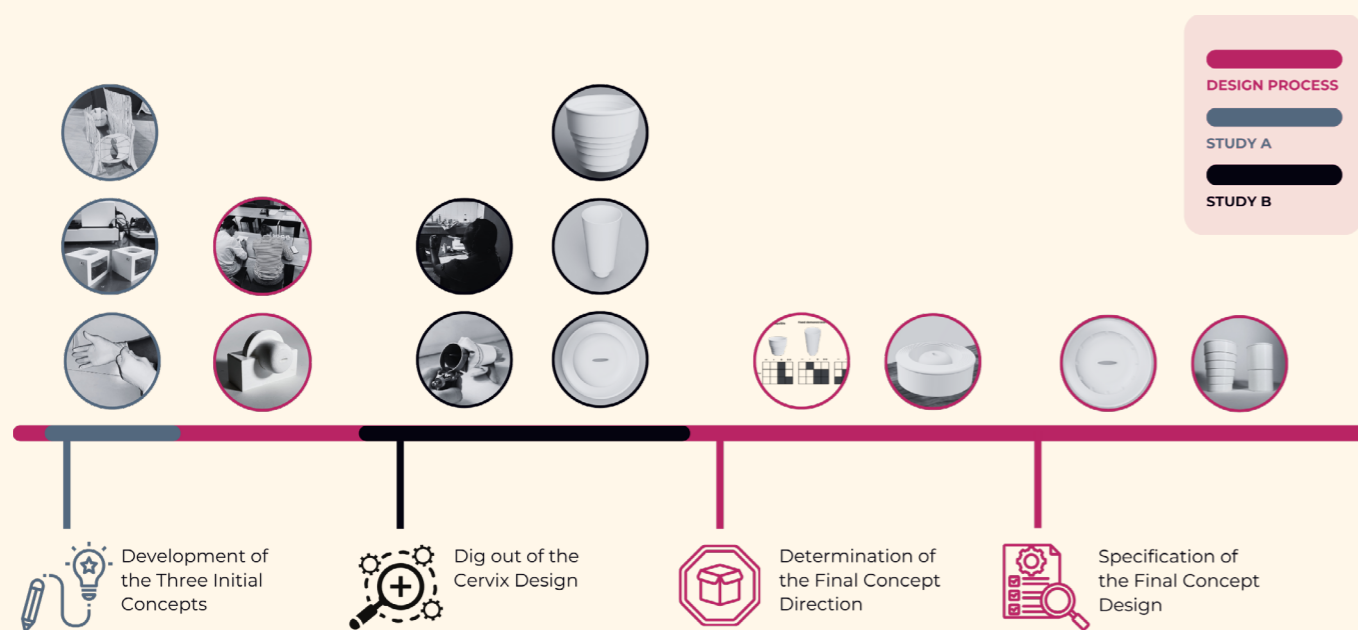 DESIGN PROCESS
STUDY A
STUDY B
Development of
the Three Initial
Concepts
Dig out of the
Cervix Design
Determination of
the Final Concept
Direction
Specification of
the Final Concept
Design